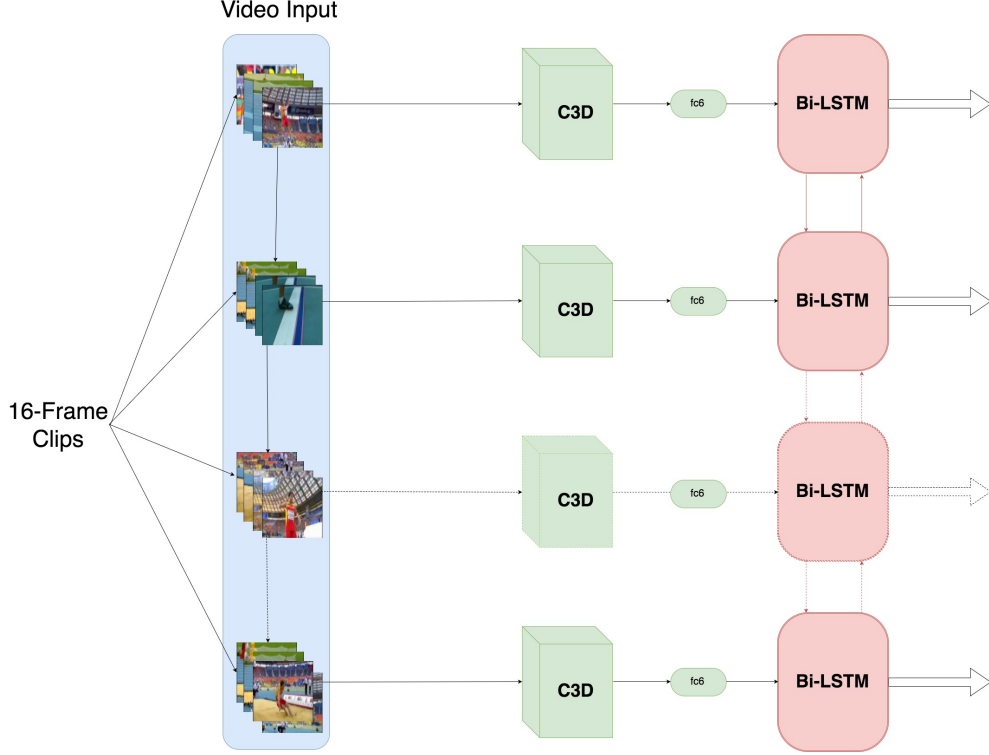 Video Input
C3D
fc6
Bi-LSTM
C3D
fc6
Bi-LSTM
16-Frame
Clips
C3D
fc6
Bi-LSTM
C3D
fc6
Bi-LSTM